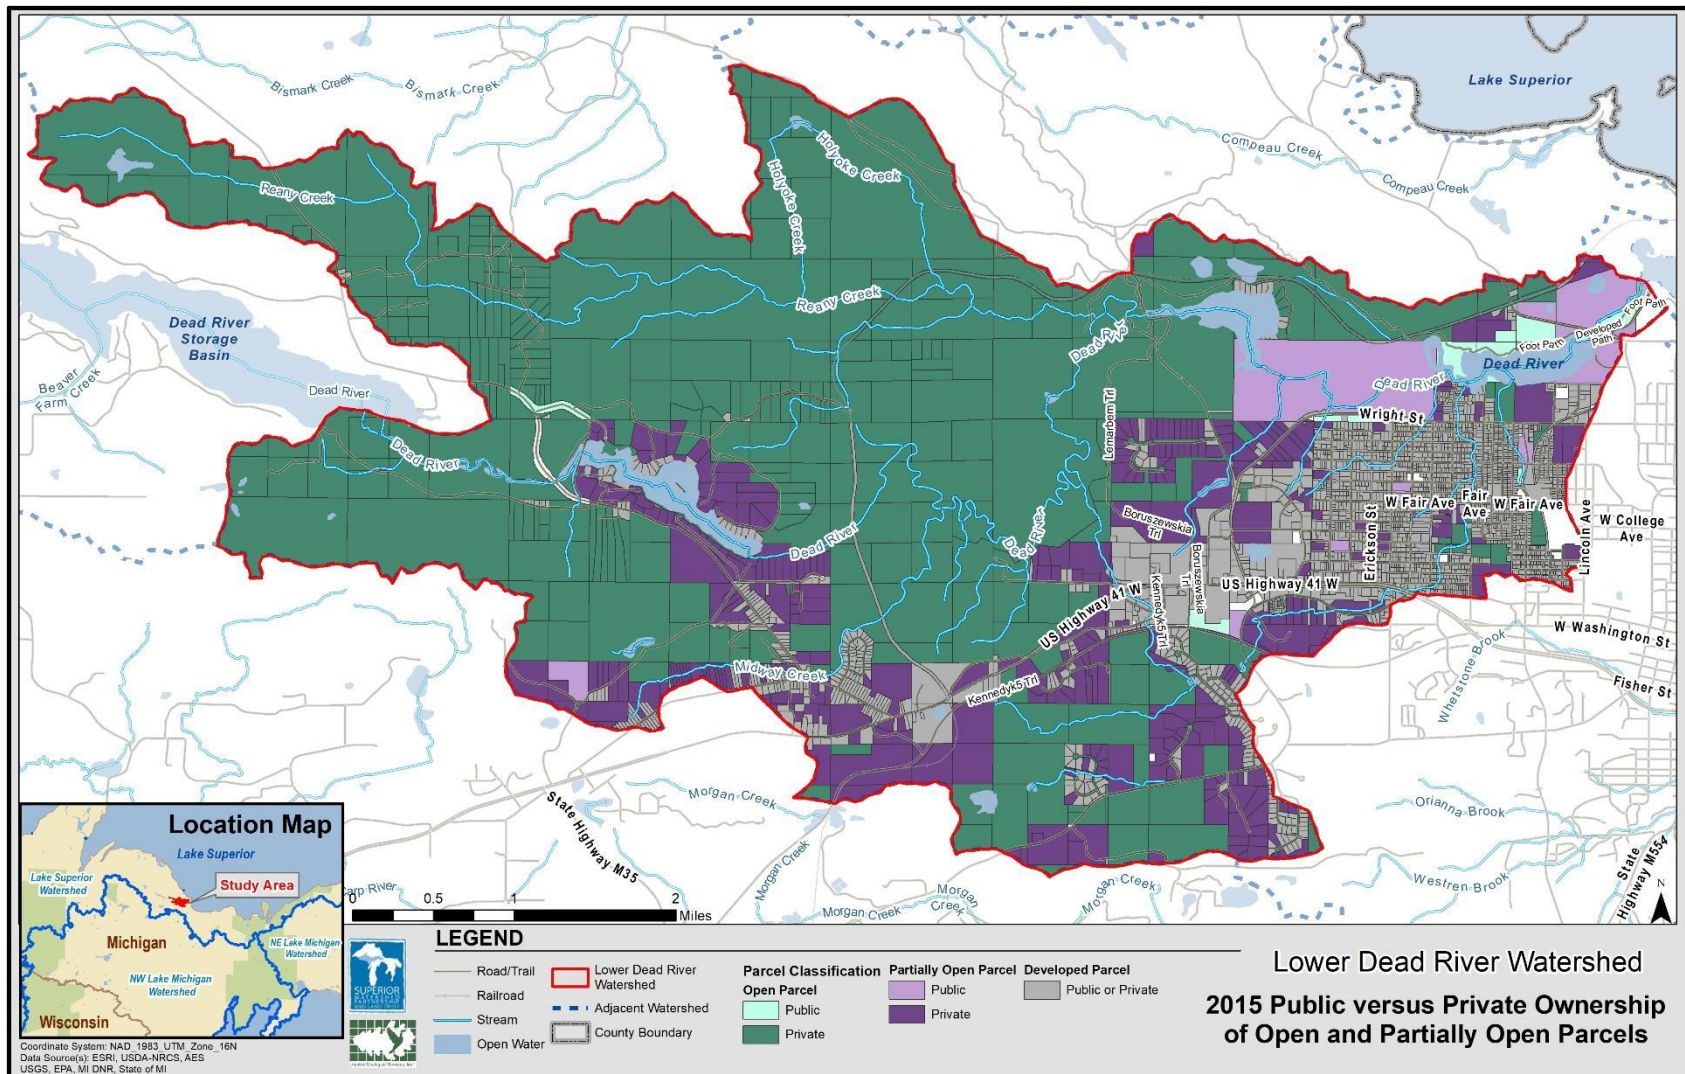 Lake Superior
Bismark Creek
Bismark Creek
Compeau Creek
Compeau Creek
Holyoke Creek
Holyoke Creek
Reany Creek
Reany Creek
Dead River
Storage
Basin
Beaver
Farm Creek
Dead River
Dead River
Dead River
Dead River
Dead River
Dead River
Dead River
Foot Path
Developed
Path
Foot Path
Lemarbem Trl
Wright St
W Fair Ave
Fair
Ave
W Fair Ave
Erickson St
Lincoln Ave
W College
Ave
Boruszewskia
Trl
Boruszewskia
Trl
US Highway 41 W
US Highway 41 W
Kennedyk5 Trl
Kennedyk5 Trl
Midway Creek
W Washington St
Whetstone Brook
Fisher St
Morgan Creek
Morgan Creek
Morgan Creek
Morgan
Creek
Morgan Creek
State Highway M35
Orianna Brook
Westren Brook
State
Highway M554
N
Carp River
Location Map
Lake Superior
Lake Superior
Watershed
Study Area
Michigan
NE Lake Michigan
Watershed
NW Lake Michigan
Watershed
Wisconsin
0 0.5 1 2
Miles
Coordinate System: NAD_1983_UTM_Zone_16N
Data Source(s): ESRI, USDA-NRCS, AES
USGS, EPA, MI DNR, State of MI
SUPERIOR
WATERSHED
PARTNERSHIP
AND LAND TRUST
LEGEND
Road/Trail
Railroad
Stream
Open Water
Lower Dead River
Watershed
Adjacent Watershed
County Boundary
Parcel Classification
Open Parcel
Public
Private
Partially Open Parcel
Public
Private
Developed Parcel
Public or Private
Lower Dead River Watershed
2015 Public versus Private Ownership
of Open and Partially Open Parcels